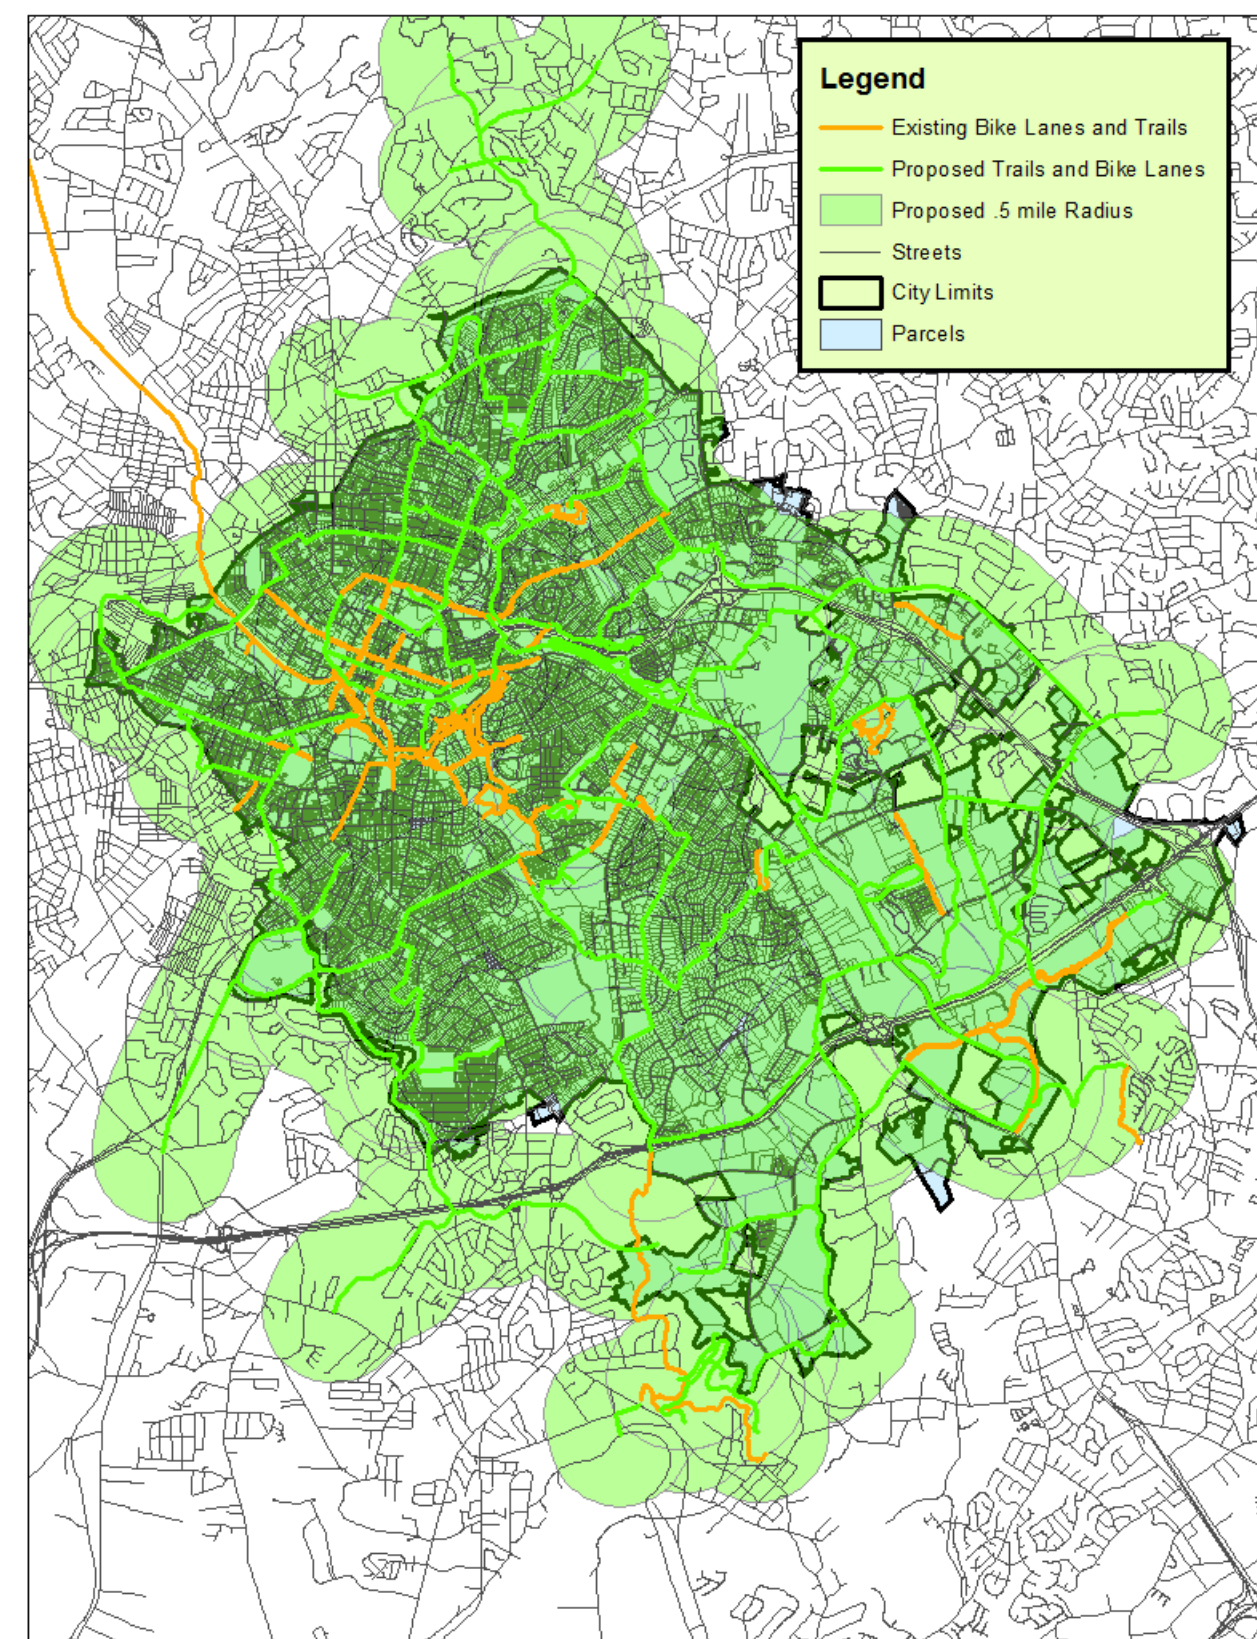 Legend
Existing Bike Lanes and Trails
Proposed Trails and Bike Lanes
Proposed .5 mile Radius
Streets
City Limits
Parcels